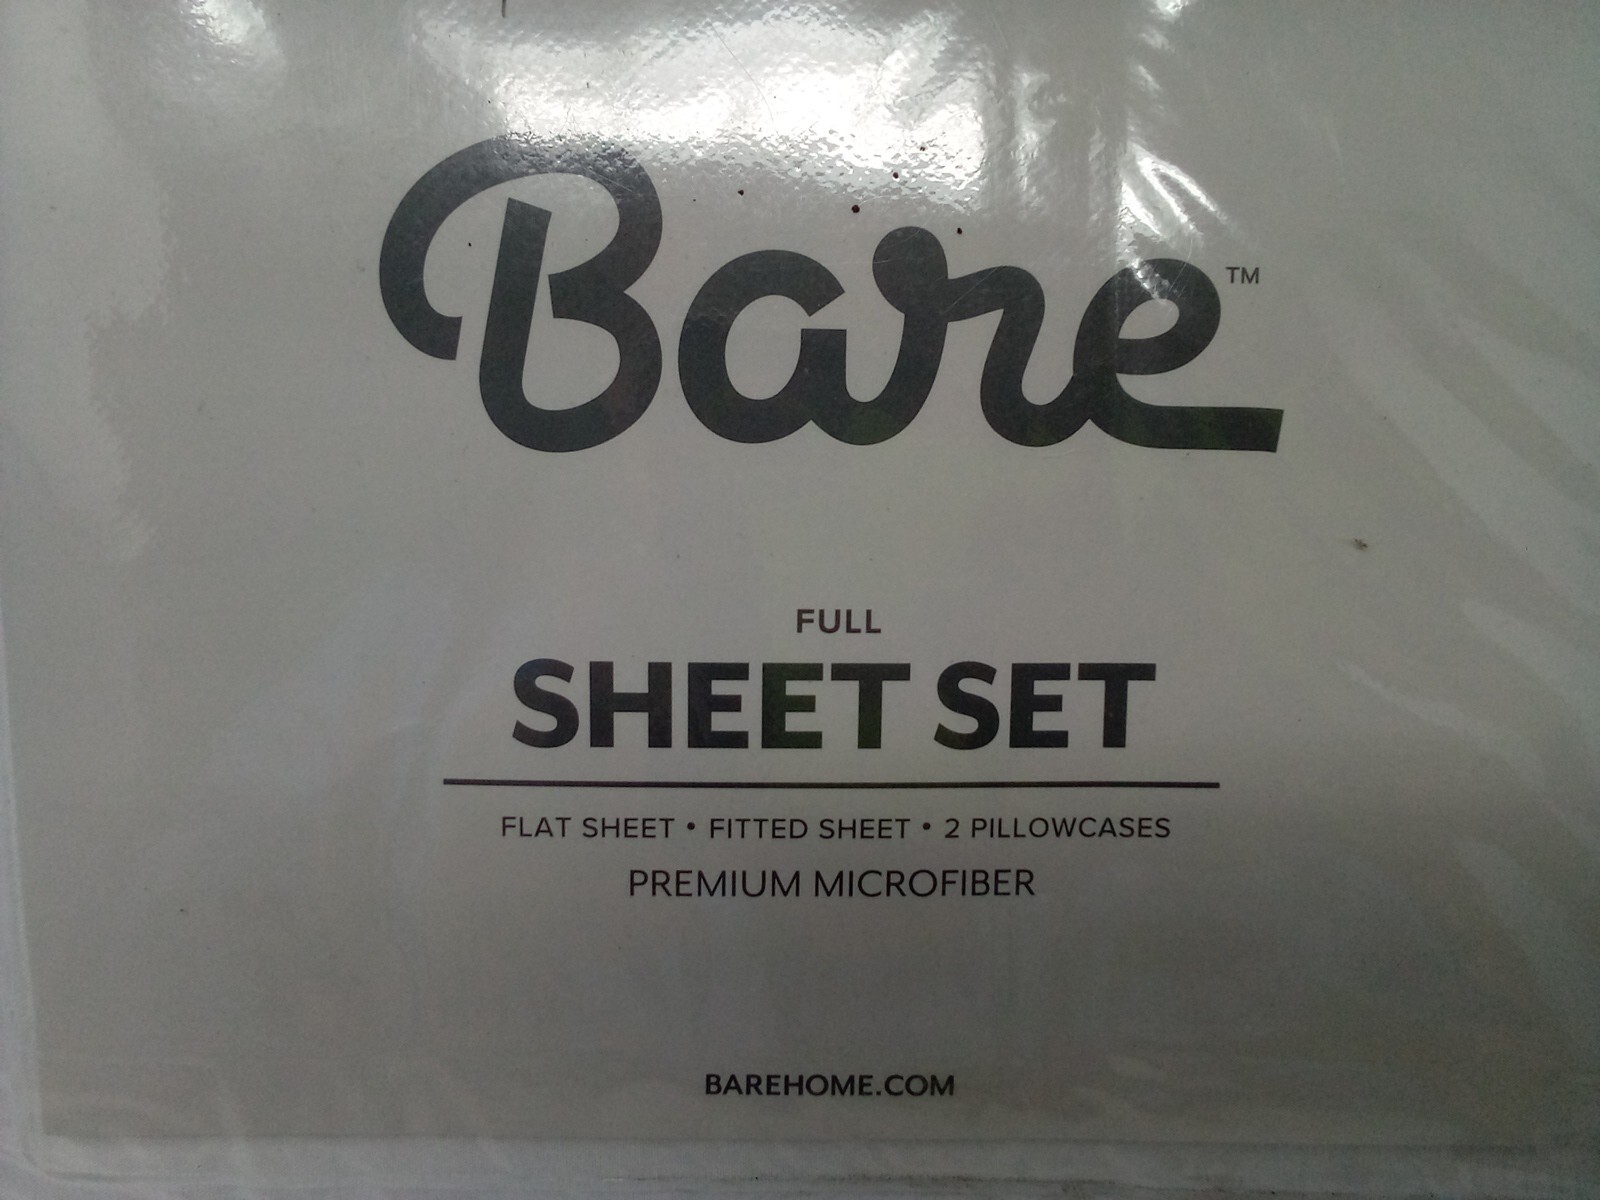 Bare™
FULL
SHEET SET
FLAT SHEET • FITTED SHEET • 2 PILLOWCASES
PREMIUM MICROFIBER
BAREHOME.COM